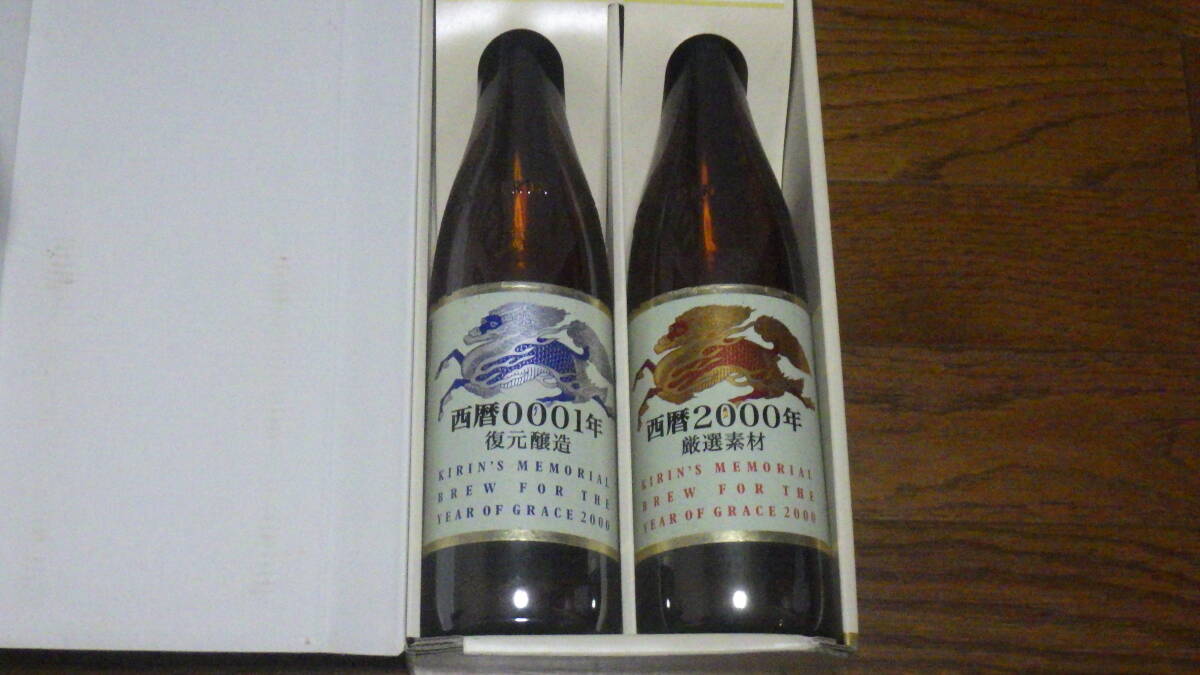 西暦0001年
復元醸造
KIRIN'S MEMORIAL
BREW FOR THE
YEAR OF GRACE 2000
西暦2000年
厳選素材
KIRIN'S MEMORIAL
BREW FOR THE
YEAR OF GRACE 2000